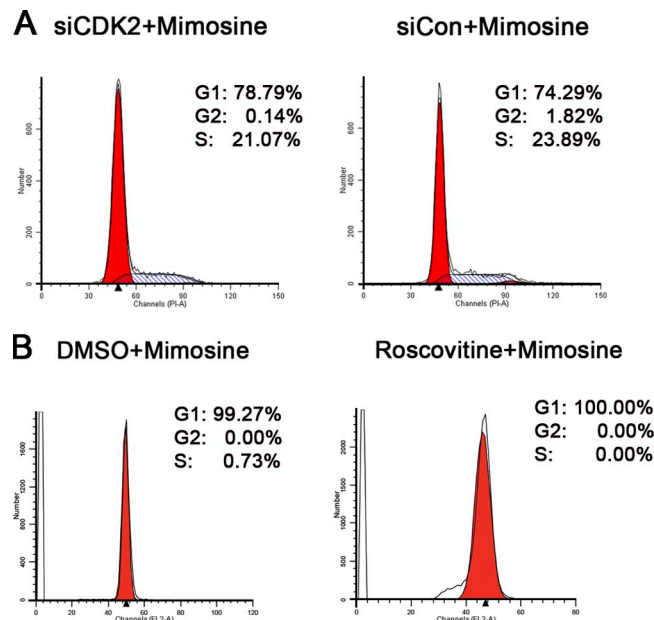 A
siCDK2+Mimosine
siCon+Mimosine
G1: 78.79%
G2: 0.14%
S: 21.07%
Number
0 200 400 600
0 30 60 90 120 150
Channels (PI-A)
G1: 74.29%
G2: 1.82%
S: 23.89%
Number
0 200 400 600
0 30 60 90 120 150
Channels (PI-A)
B
DMSO+Mimosine
Roscovitine+Mimosine
G1: 99.27%
G2: 0.00%
S: 0.73%
Number
0 400 800 1200 1600
0 20 40 60 80 100 120
Channels (FL2-A)
G1: 100.00%
G2: 0.00%
S: 0.00%
Number
0 500 1000 1500 2000
0 20 40 60 80
Channels (FL2-A)